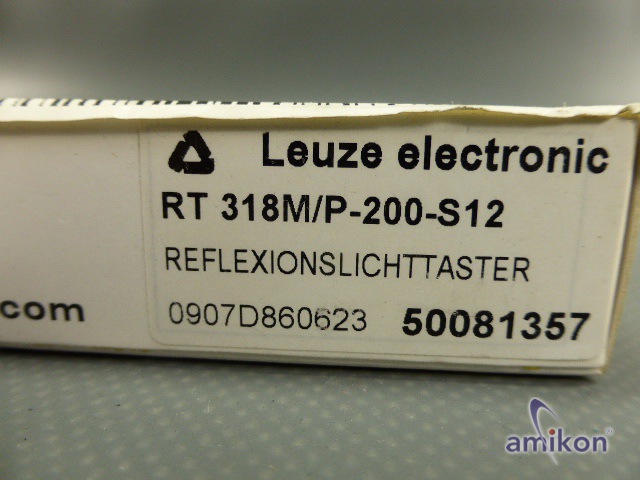 Leuze electronic
RT 318M/P-200-S12
REFLEXIONSLICHTTASTER
0907D860623 50081357
.com
amikon®